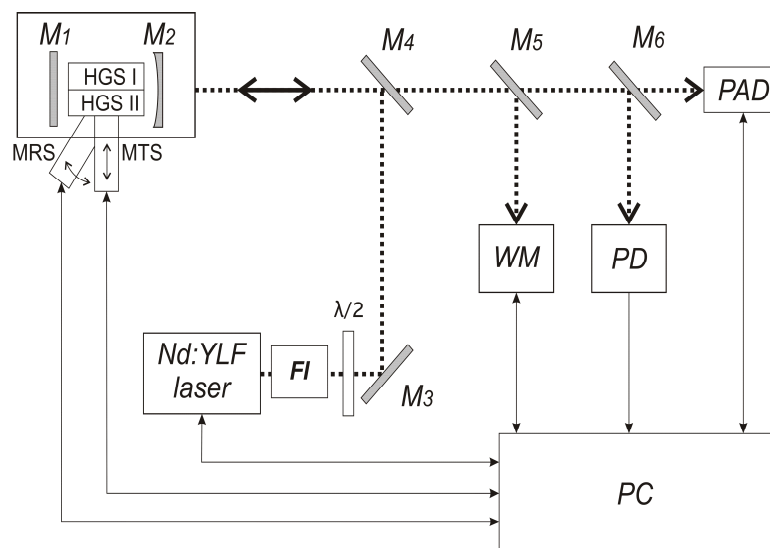 M1
M2
HGS I
HGS II
MRS
MTS
M4
M5
M6
PAD
WM
PD
λ/2
Nd:YLF
laser
FI
M3
PC